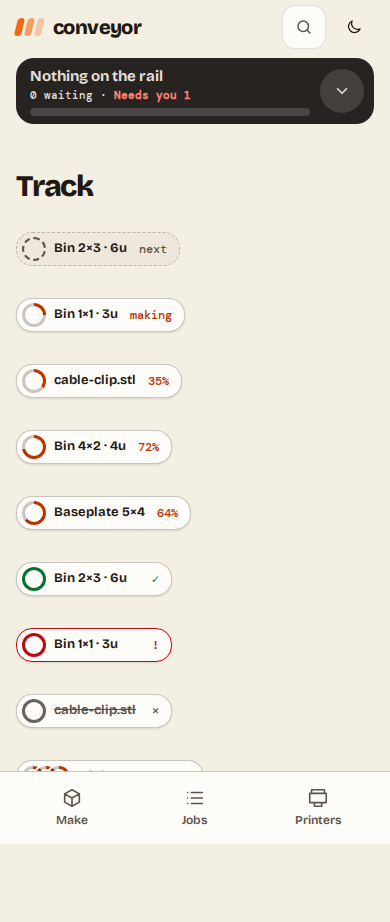 conveyor
Nothing on the rail
0 waiting · Needs you 1
Track
Bin 2×3 · 6u next
Bin 1×1 · 3u making
cable-clip.stl 35%
Bin 4×2 · 4u 72%
Baseplate 5×4 64%
Bin 2×3 · 6u ✓
Bin 1×1 · 3u !
cable-clip.stl ×
Make Jobs Printers